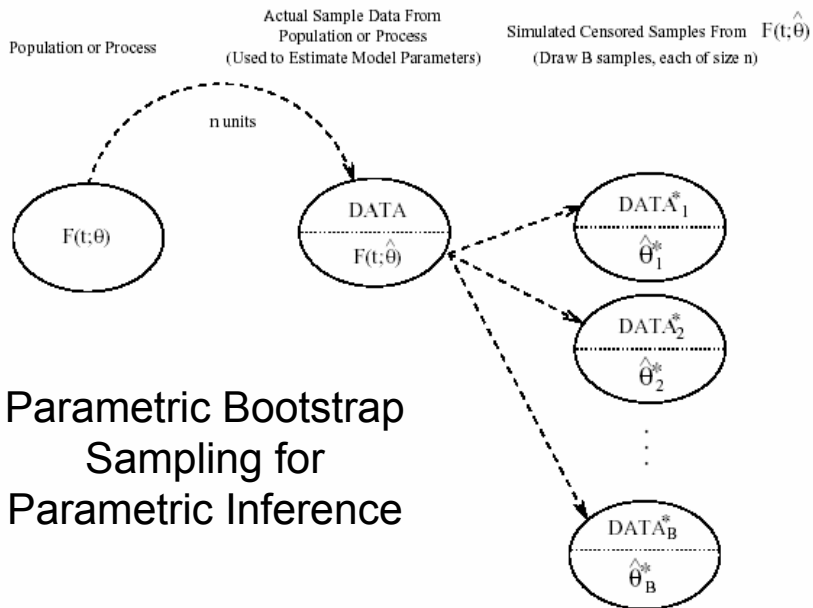 Population or Process
Actual Sample Data From
Population or Process
(Used to Estimate Model Parameters)
Simulated Censored Samples From F(t;θ̂)
(Draw B samples, each of size n)
n units
F(t;θ)
DATA
F(t;θ̂)
DATA*₁
θ̂*₁
DATA*₂
θ̂*₂
⋮
DATA*_B
θ̂*_B
Parametric Bootstrap
Sampling for
Parametric Inference